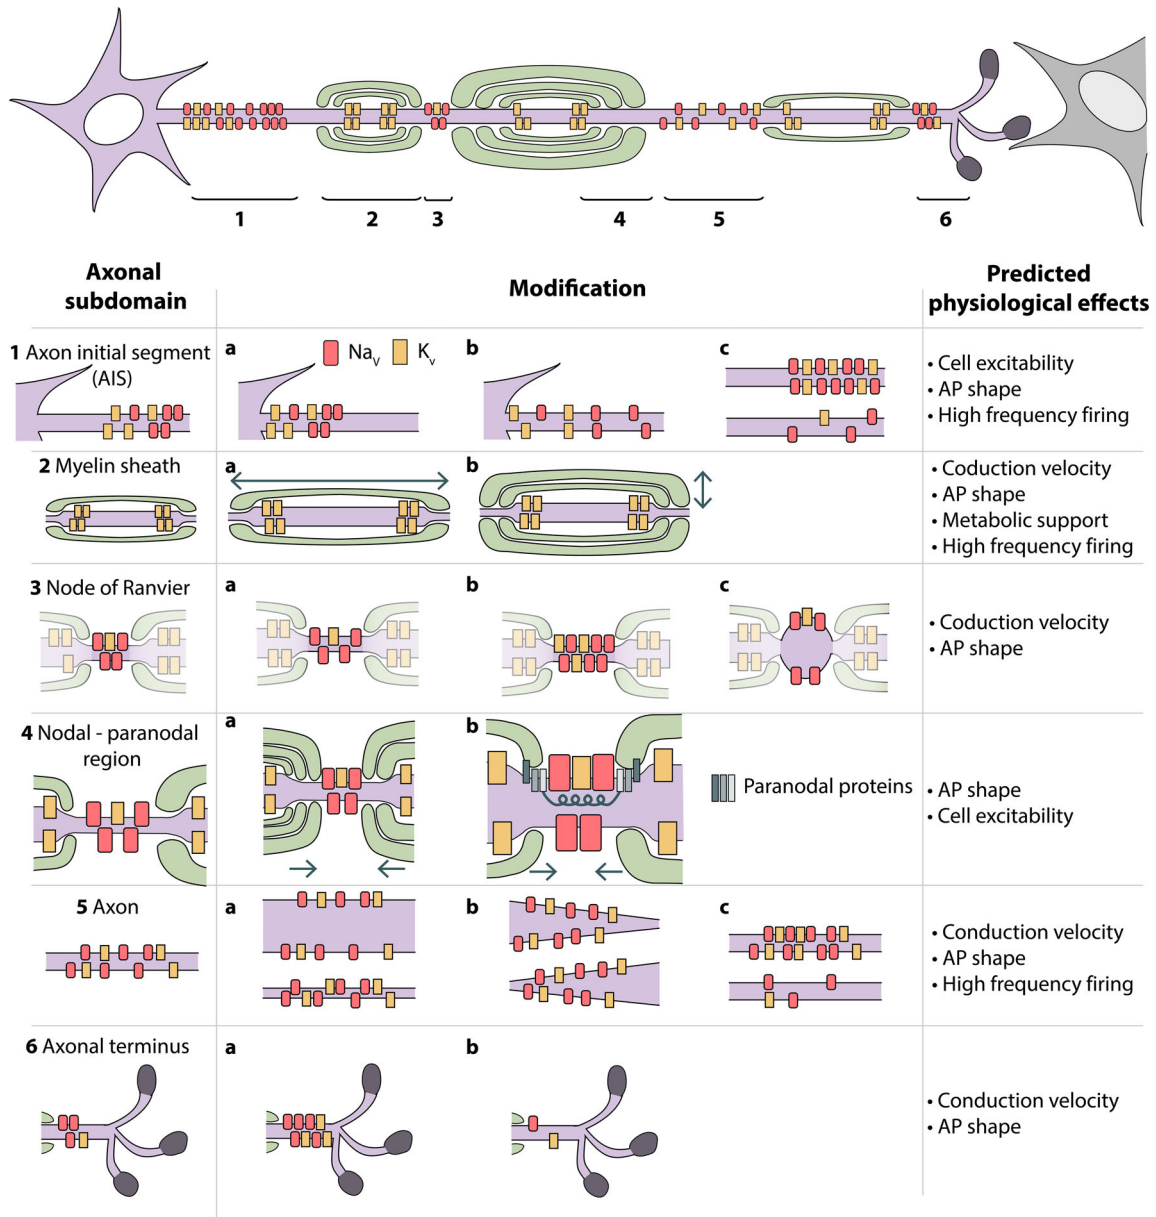 1 2 3 4 5 6
Axonal
subdomain
Modification
Predicted
physiological effects
1 Axon initial segment
(AIS)
a
Naᵥ Kᵥ
b
c
• Cell excitability
• AP shape
• High frequency firing
2 Myelin sheath
a
b
• Coduction velocity
• AP shape
• Metabolic support
• High frequency firing
3 Node of Ranvier
a
b
c
• Coduction velocity
• AP shape
4 Nodal - paranodal
region
a
b
Paranodal proteins
• AP shape
• Cell excitability
5 Axon
a
b
c
• Conduction velocity
• AP shape
• High frequency firing
6 Axonal terminus
a
b
• Conduction velocity
• AP shape